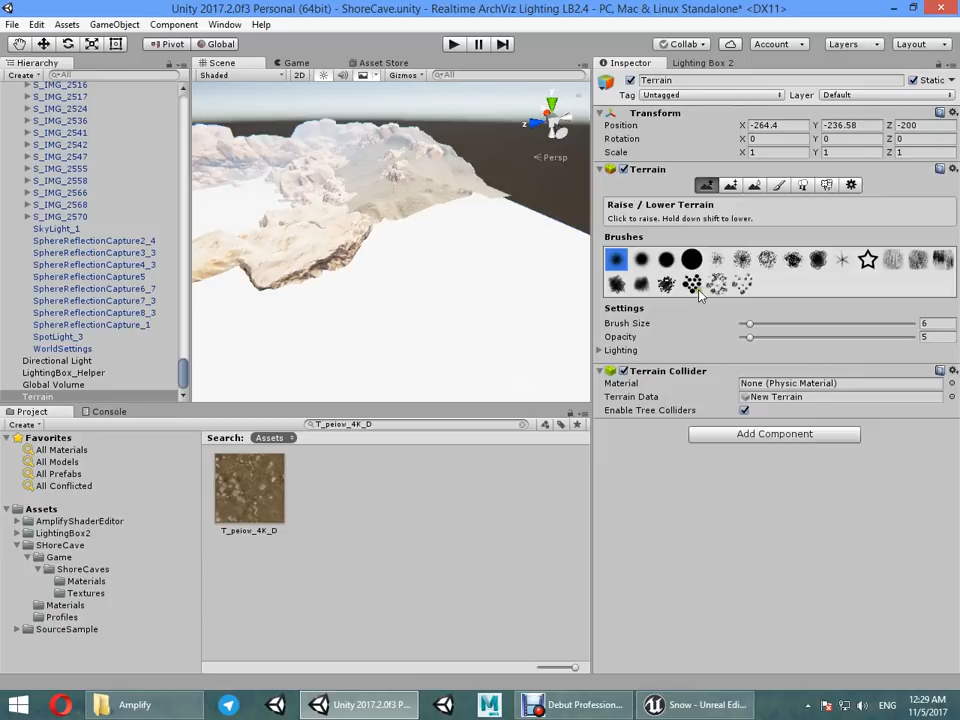 Unity 2017.2.0f3 Personal (64bit) - ShoreCave.unity - Realtime ArchViz Lighting LB2.4 - PC, Mac & Linux Standalone* <DX11>
File Edit Assets GameObject Component Window Help
Pivot Global Collab Account Layers Layout
Hierarchy
Create All
S_IMG_2516
S_IMG_2517
S_IMG_2524
S_IMG_2536
S_IMG_2541
S_IMG_2542
S_IMG_2547
S_IMG_2555
S_IMG_2558
S_IMG_2566
S_IMG_2568
S_IMG_2570
SkyLight_1
SphereReflectionCapture2_4
SphereReflectionCapture3_3
SphereReflectionCapture4_3
SphereReflectionCapture5
SphereReflectionCapture6_7
SphereReflectionCapture7_3
SphereReflectionCapture8_3
SphereReflectionCapture_1
SpotLight_3
WorldSettings
Directional Light
LightingBox_Helper
Global Volume
Terrain
Scene Game Asset Store
Shaded 2D Gizmos All
y
z
Persp
Inspector Lighting Box 2
Terrain Static
Tag Untagged Layer Default
Transform
Position X -264.4 Y -236.58 Z -200
Rotation X 0 Y 0 Z 0
Scale X 1 Y 1 Z 1
Terrain
Raise / Lower Terrain
Click to raise. Hold down shift to lower.
Brushes
Settings
Brush Size 6
Opacity 5
Lighting
Terrain Collider
Material None (Physic Material)
Terrain Data New Terrain
Enable Tree Colliders
Add Component
Project Console
Create T_peiow_4K_D
Favorites
All Materials
All Models
All Prefabs
All Conflicted
Assets
AmplifyShaderEditor
LightingBox2
SHoreCave
Game
ShoreCaves
Materials
Textures
Materials
Profiles
SourceSample
Search: Assets
T_peiow_4K_D
Amplify
Unity 2017.2.0f3 P...
Debut Profession...
Snow - Unreal Edi...
ENG
12:29 AM
11/5/2017